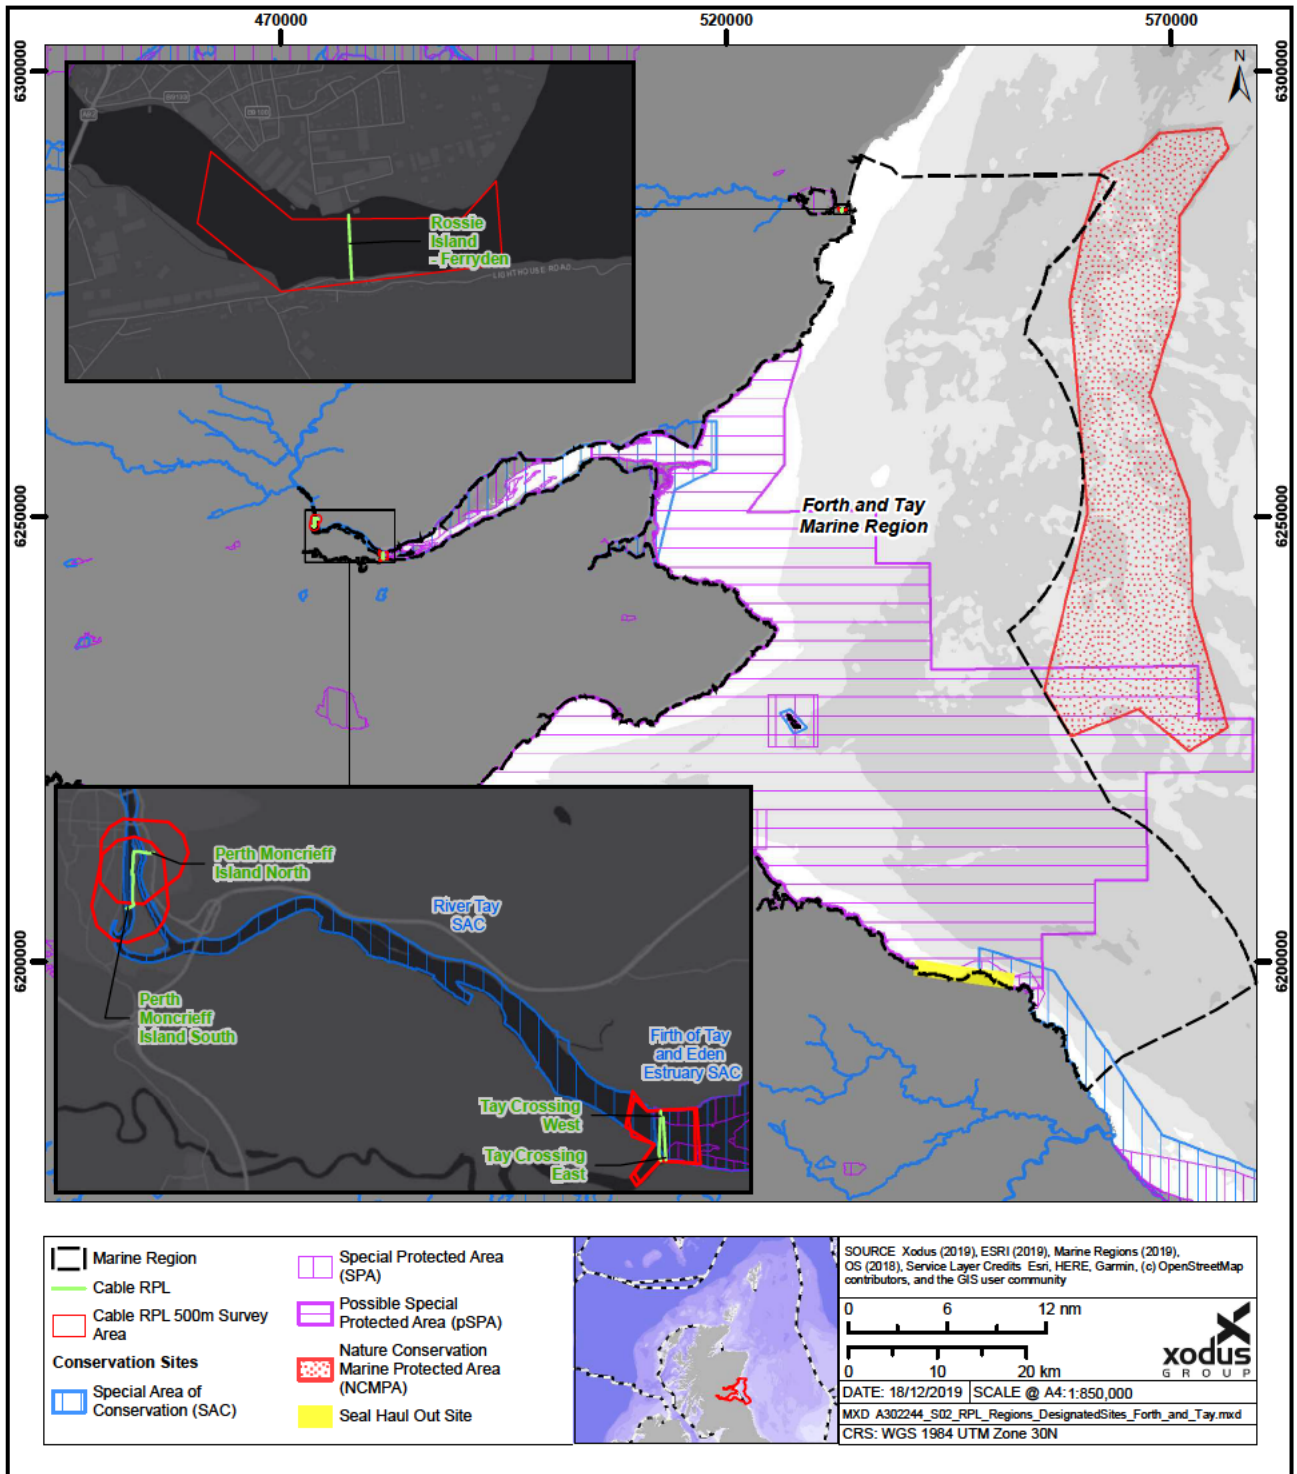 470000
520000
570000
6300000
6300000
N
A92
Rossie
Island
- Ferryden
LIGHTHOUSE ROAD
Forth and Tay
Marine Region
6250000
6250000
Perth Moncrieff
Island North
River Tay
SAC
Perth
Moncrieff
Island South
Firth of Tay
and Eden
Estruary SAC
Tay Crossing
West
Tay Crossing
East
6200000
6200000
Marine Region
Cable RPL
Cable RPL 500m Survey
Area
Conservation Sites
Special Area of
Conservation (SAC)
Special Protected Area
(SPA)
Possible Special
Protected Area (pSPA)
Nature Conservation
Marine Protected Area
(NCMPA)
Seal Haul Out Site
SOURCE Xodus (2019), ESRI (2019), Marine Regions (2019),
OS (2018), Service Layer Credits Esri, HERE, Garmin, (c) OpenStreetMap
contributors, and the GIS user community
0 6 12 nm
0 10 20 km
xodus
GROUP
DATE: 18/12/2019 SCALE @ A4: 1:850,000
MXD A302244_S02_RPL_Regions_DesignatedSites_Forth_and_Tay.mxd
CRS: WGS 1984 UTM Zone 30N